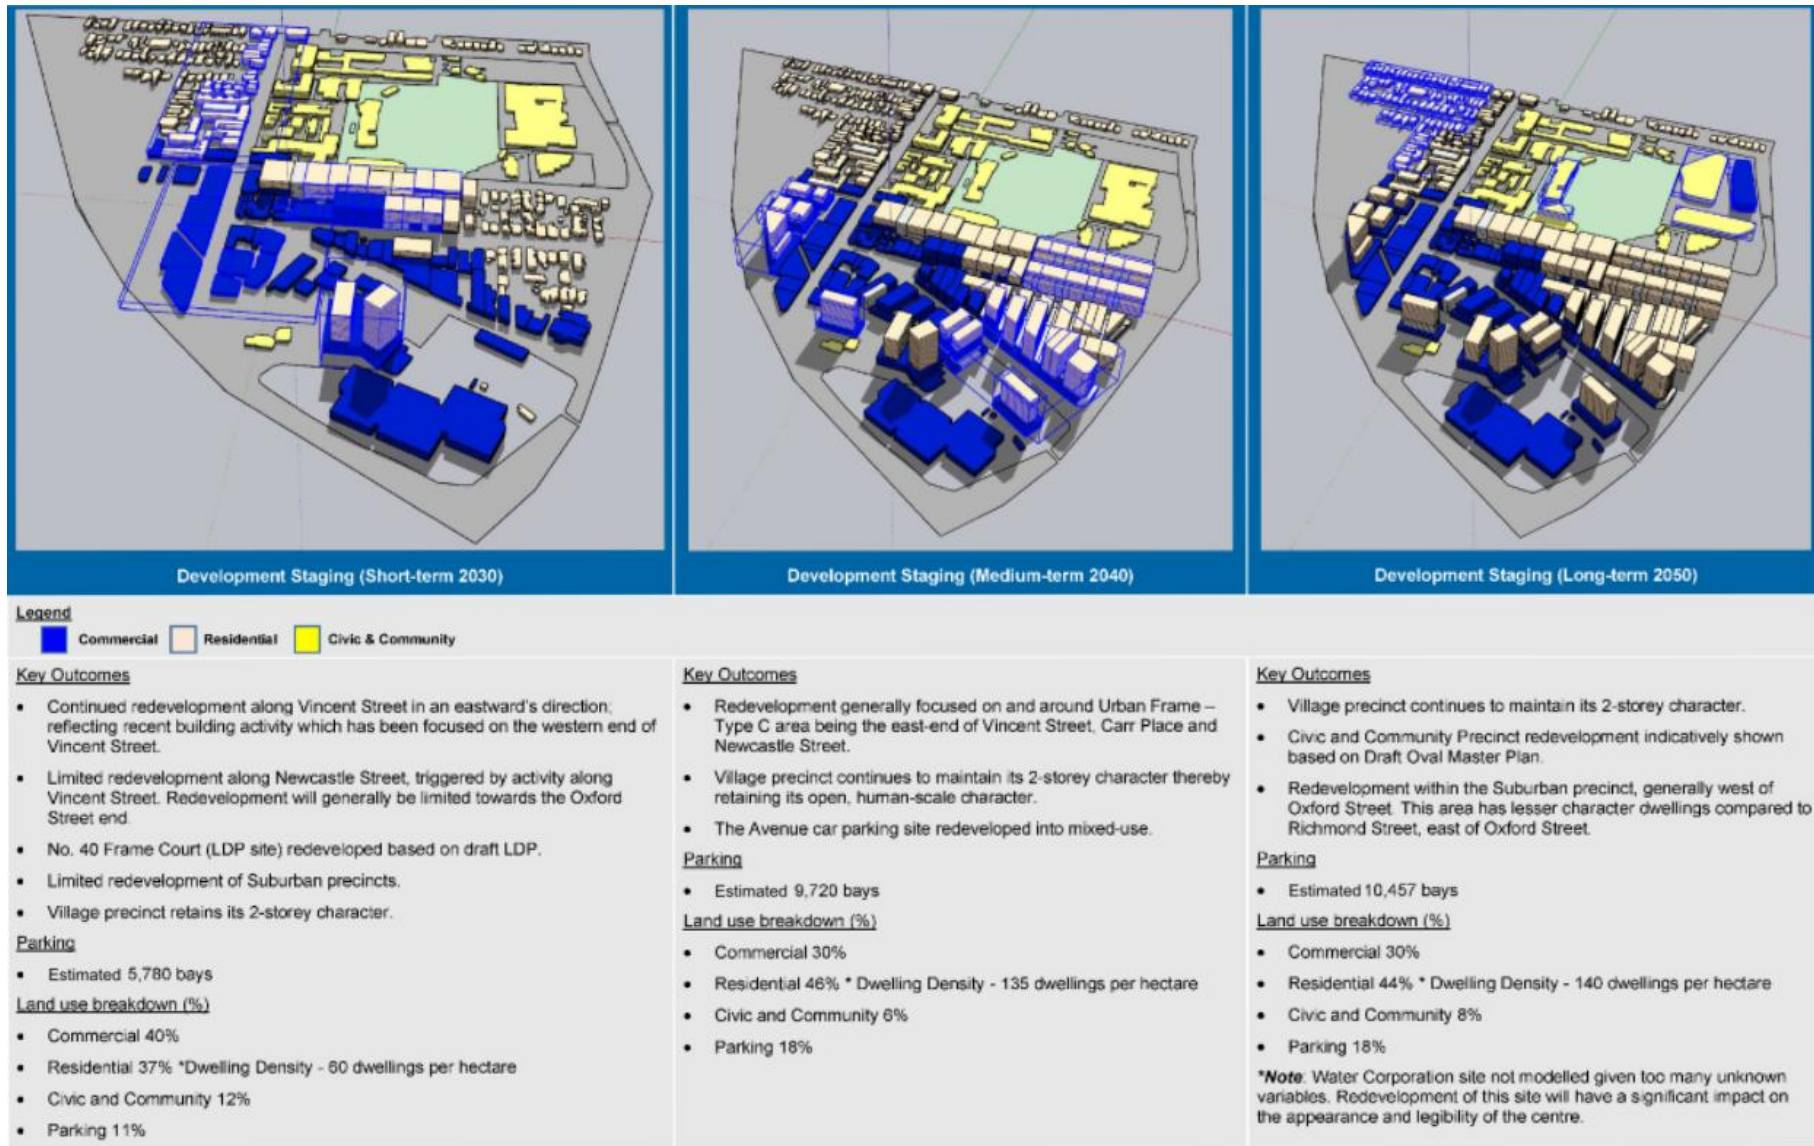 Development Staging (Short-term 2030)
Development Staging (Medium-term 2040)
Development Staging (Long-term 2050)
Legend
Commercial
Residential
Civic & Community
Key Outcomes
• Continued redevelopment along Vincent Street in an eastward's direction;
reflecting recent building activity which has been focused on the western end of
Vincent Street.
• Limited redevelopment along Newcastle Street, triggered by activity along
Vincent Street. Redevelopment will generally be limited towards the Oxford
Street end.
• No. 40 Frame Court (LDP site) redeveloped based on draft LDP.
• Limited redevelopment of Suburban precincts.
• Village precinct retains its 2-storey character.
Parking
• Estimated 5,780 bays
Land use breakdown (%)
• Commercial 40%
• Residential 37% *Dwelling Density - 60 dwellings per hectare
• Civic and Community 12%
• Parking 11%
Key Outcomes
• Redevelopment generally focused on and around Urban Frame –
Type C area being the east-end of Vincent Street, Carr Place and
Newcastle Street.
• Village precinct continues to maintain its 2-storey character thereby
retaining its open, human-scale character.
• The Avenue car parking site redeveloped into mixed-use.
Parking
• Estimated 9,720 bays
Land use breakdown (%)
• Commercial 30%
• Residential 46% * Dwelling Density - 135 dwellings per hectare
• Civic and Community 6%
• Parking 18%
Key Outcomes
• Village precinct continues to maintain its 2-storey character.
• Civic and Community Precinct redevelopment indicatively shown
based on Draft Oval Master Plan.
• Redevelopment within the Suburban precinct, generally west of
Oxford Street. This area has lesser character dwellings compared to
Richmond Street, east of Oxford Street.
Parking
• Estimated 10,457 bays
Land use breakdown (%)
• Commercial 30%
• Residential 44% * Dwelling Density - 140 dwellings per hectare
• Civic and Community 8%
• Parking 18%
*Note: Water Corporation site not modelled given too many unknown
variables. Redevelopment of this site will have a significant impact on
the appearance and legibility of the centre.